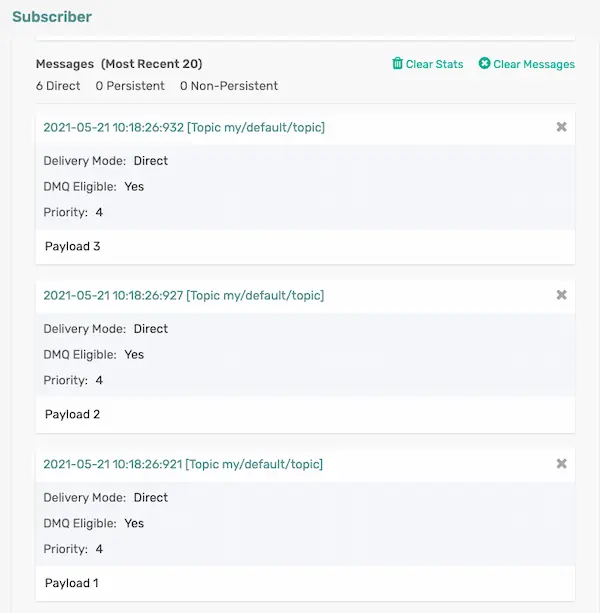 Subscriber
Messages (Most Recent 20) Clear Stats Clear Messages
6 Direct 0 Persistent 0 Non-Persistent
2021-05-21 10:18:26:932 [Topic my/default/topic]
Delivery Mode: Direct
DMQ Eligible: Yes
Priority: 4
Payload 3
2021-05-21 10:18:26:927 [Topic my/default/topic]
Delivery Mode: Direct
DMQ Eligible: Yes
Priority: 4
Payload 2
2021-05-21 10:18:26:921 [Topic my/default/topic]
Delivery Mode: Direct
DMQ Eligible: Yes
Priority: 4
Payload 1